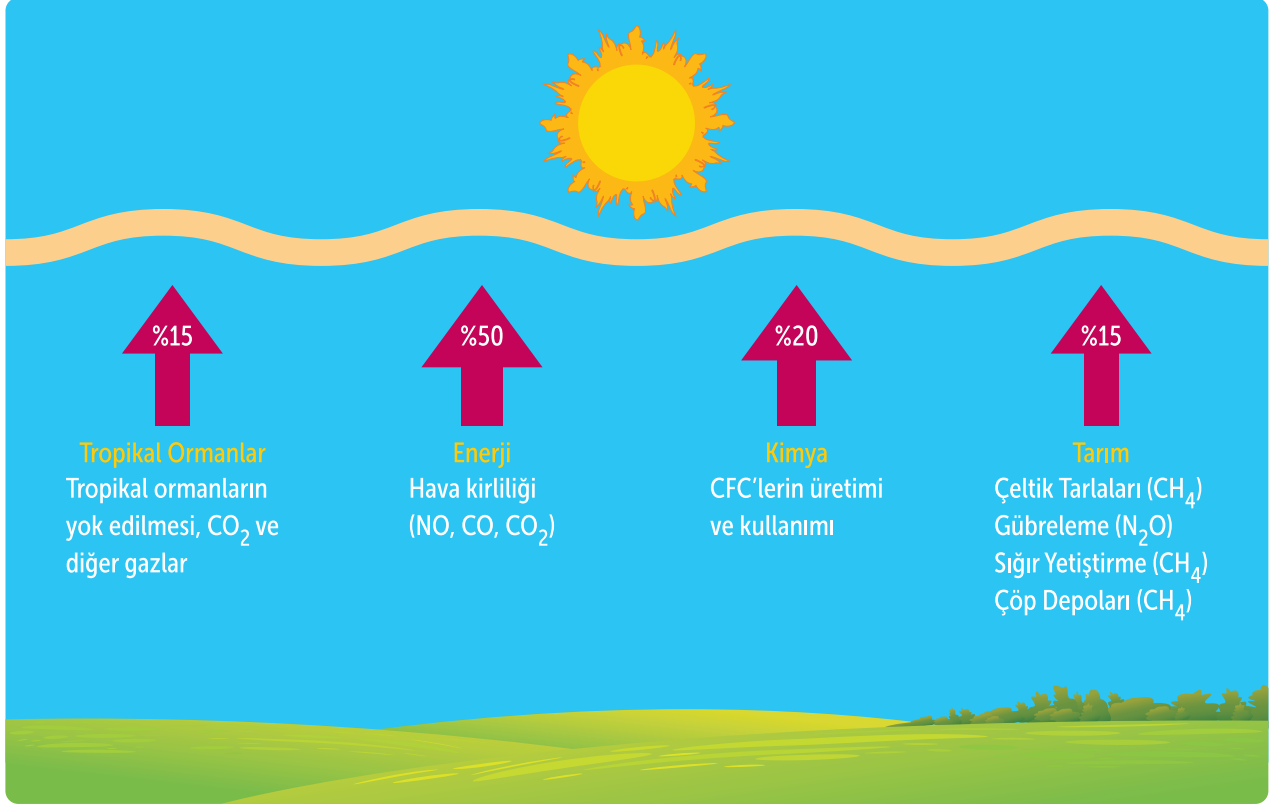 %15
%50
%20
%15
Tropikal Ormanlar
Tropikal ormanların
yok edilmesi, CO₂ ve
diğer gazlar
Enerji
Hava kirliliği
(NO, CO, CO₂)
Kimya
CFC'lerin üretimi
ve kullanımı
Tarım
Çeltik Tarlaları (CH₄)
Gübreleme (N₂O)
Sığır Yetiştirme (CH₄)
Çöp Depoları (CH₄)